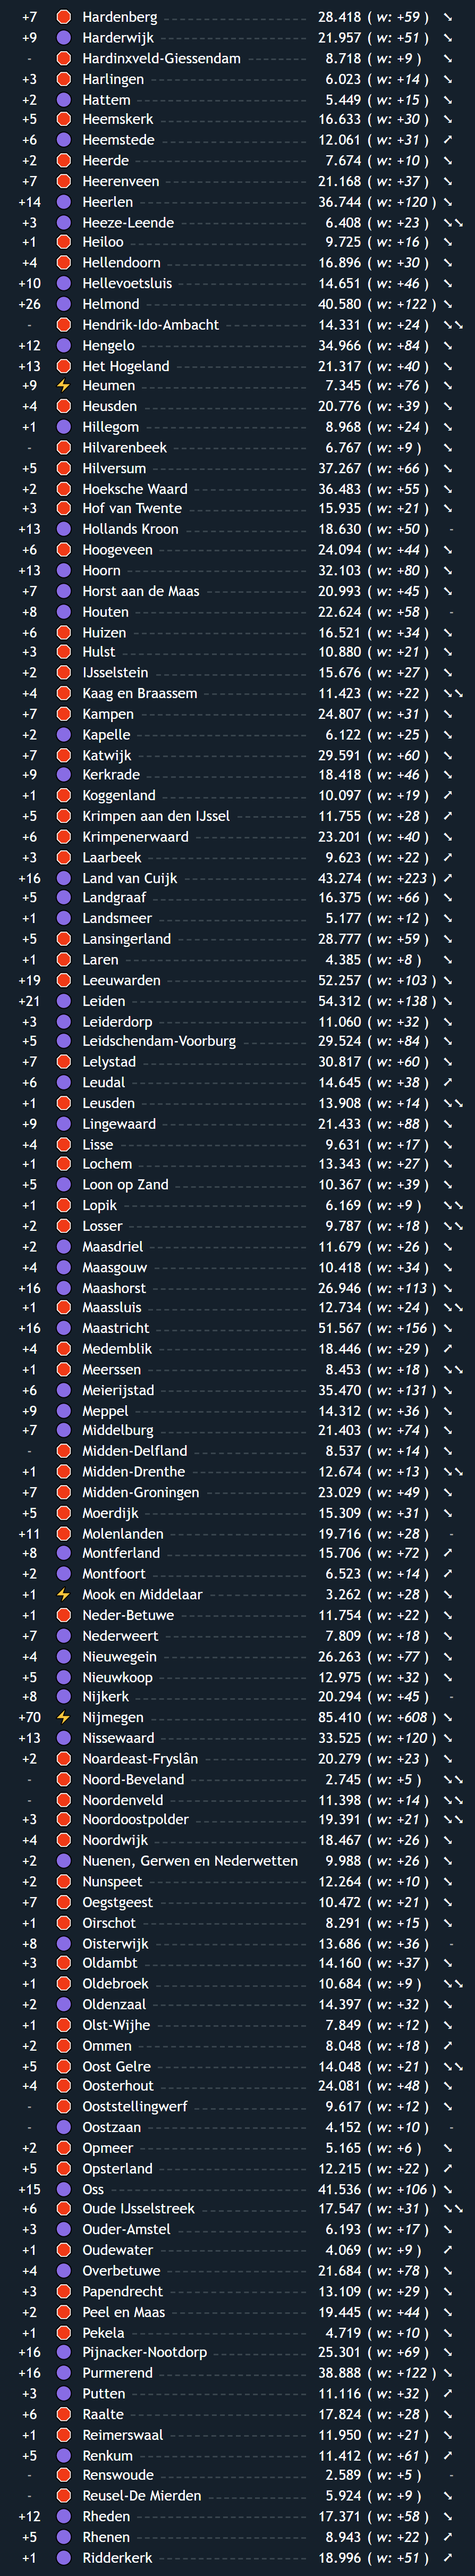 +7 Hardenberg 28.418 ( w: +59 ) ↘
+9 Harderwijk 21.957 ( w: +51 ) ↘
- Hardinxveld-Giessendam 8.718 ( w: +9 ) ↘
+3 Harlingen 6.023 ( w: +14 ) ↘
+2 Hattem 5.449 ( w: +15 ) ↘
+5 Heemskerk 16.633 ( w: +30 ) ↘
+6 Heemstede 12.061 ( w: +31 ) ↗
+2 Heerde 7.674 ( w: +10 ) ↘
+7 Heerenveen 21.168 ( w: +37 ) ↘
+14 Heerlen 36.744 ( w: +120 ) ↘
+3 Heeze-Leende 6.408 ( w: +23 ) ↘↘
+1 Heiloo 9.725 ( w: +16 ) ↘
+4 Hellendoorn 16.896 ( w: +30 ) ↘
+10 Hellevoetsluis 14.651 ( w: +46 ) ↘
+26 Helmond 40.580 ( w: +122 ) ↘
- Hendrik-Ido-Ambacht 14.331 ( w: +24 ) ↘↘
+12 Hengelo 34.966 ( w: +84 ) ↘
+13 Het Hogeland 21.317 ( w: +40 ) ↘
+9 ⚡ Heumen 7.345 ( w: +76 ) ↘
+4 Heusden 20.776 ( w: +39 ) ↘
+1 Hillegom 8.968 ( w: +24 ) ↘
- Hilvarenbeek 6.767 ( w: +9 ) ↘
+5 Hilversum 37.267 ( w: +66 ) ↘
+2 Hoeksche Waard 36.483 ( w: +55 ) ↘
+3 Hof van Twente 15.935 ( w: +21 ) ↘
+13 Hollands Kroon 18.630 ( w: +50 ) -
+6 Hoogeveen 24.094 ( w: +44 ) ↘
+13 Hoorn 32.103 ( w: +80 ) ↘
+7 Horst aan de Maas 20.993 ( w: +45 ) ↘
+8 Houten 22.624 ( w: +58 ) -
+6 Huizen 16.521 ( w: +34 ) ↘
+3 Hulst 10.880 ( w: +21 ) ↘
+2 IJsselstein 15.676 ( w: +27 ) ↘
+4 Kaag en Braassem 11.423 ( w: +22 ) ↘↘
+7 Kampen 24.807 ( w: +31 ) ↘
+2 Kapelle 6.122 ( w: +25 ) ↘
+7 Katwijk 29.591 ( w: +60 ) ↘
+9 Kerkrade 18.418 ( w: +46 ) ↘
+1 Koggenland 10.097 ( w: +19 ) ↗
+5 Krimpen aan den IJssel 11.755 ( w: +28 ) ↗
+6 Krimpenerwaard 23.201 ( w: +40 ) ↘
+3 Laarbeek 9.623 ( w: +22 ) ↗
+16 Land van Cuijk 43.274 ( w: +223 ) ↗
+5 Landgraaf 16.375 ( w: +66 ) ↘
+1 Landsmeer 5.177 ( w: +12 ) ↘
+5 Lansingerland 28.777 ( w: +59 ) ↘
+1 Laren 4.385 ( w: +8 ) ↘
+19 Leeuwarden 52.257 ( w: +103 ) ↘
+21 Leiden 54.312 ( w: +138 ) ↘
+3 Leiderdorp 11.060 ( w: +32 ) ↘
+5 Leidschendam-Voorburg 29.524 ( w: +84 ) ↘
+7 Lelystad 30.817 ( w: +60 ) ↘
+6 Leudal 14.645 ( w: +38 ) ↗
+1 Leusden 13.908 ( w: +14 ) ↘↘
+9 Lingewaard 21.433 ( w: +88 ) ↘
+4 Lisse 9.631 ( w: +17 ) ↘
+1 Lochem 13.343 ( w: +27 ) ↘
+5 Loon op Zand 10.367 ( w: +39 ) ↘
+1 Lopik 6.169 ( w: +9 ) ↘↘
+2 Losser 9.787 ( w: +18 ) ↘↘
+2 Maasdriel 11.679 ( w: +26 ) ↘
+4 Maasgouw 10.418 ( w: +34 ) ↘
+16 Maashorst 26.946 ( w: +113 ) ↘
+1 Maassluis 12.734 ( w: +24 ) ↘↘
+16 Maastricht 51.567 ( w: +156 ) ↘
+4 Medemblik 18.446 ( w: +29 ) ↗
+1 Meerssen 8.453 ( w: +18 ) ↘↘
+6 Meierijstad 35.470 ( w: +131 ) ↘
+9 Meppel 14.312 ( w: +36 ) ↘
+7 Middelburg 21.403 ( w: +74 ) ↘
- Midden-Delfland 8.537 ( w: +14 ) ↘
+1 Midden-Drenthe 12.674 ( w: +13 ) ↘↘
+7 Midden-Groningen 23.029 ( w: +49 ) ↘
+5 Moerdijk 15.309 ( w: +31 ) ↘
+11 Molenlanden 19.716 ( w: +28 ) -
+8 Montferland 15.706 ( w: +72 ) ↗
+2 Montfoort 6.523 ( w: +14 ) ↗
+1 ⚡ Mook en Middelaar 3.262 ( w: +28 ) ↘
+1 Neder-Betuwe 11.754 ( w: +22 ) ↘
+7 Nederweert 7.809 ( w: +18 ) ↘
+4 Nieuwegein 26.263 ( w: +77 ) ↘
+5 Nieuwkoop 12.975 ( w: +32 ) ↘
+8 Nijkerk 20.294 ( w: +45 ) -
+70 ⚡ Nijmegen 85.410 ( w: +608 ) ↘
+13 Nissewaard 33.525 ( w: +120 ) ↘
+2 Noardeast-Fryslân 20.279 ( w: +23 ) ↘
- Noord-Beveland 2.745 ( w: +5 ) ↘↘
- Noordenveld 11.398 ( w: +14 ) ↘↘
+3 Noordoostpolder 19.391 ( w: +21 ) ↘↘
+4 Noordwijk 18.467 ( w: +26 ) ↘
+2 Nuenen, Gerwen en Nederwetten 9.988 ( w: +26 ) ↘
+2 Nunspeet 12.264 ( w: +10 ) ↘
+7 Oegstgeest 10.472 ( w: +21 ) ↘
+1 Oirschot 8.291 ( w: +15 ) ↘
+8 Oisterwijk 13.686 ( w: +36 ) -
+3 Oldambt 14.160 ( w: +37 ) ↘
+1 Oldebroek 10.684 ( w: +9 ) ↘↘
+2 Oldenzaal 14.397 ( w: +32 ) ↘
+1 Olst-Wijhe 7.849 ( w: +12 ) ↘
+2 Ommen 8.048 ( w: +18 ) ↗
+5 Oost Gelre 14.048 ( w: +21 ) ↘↘
+4 Oosterhout 24.081 ( w: +48 ) ↘
- Ooststellingwerf 9.617 ( w: +12 ) ↘
- Oostzaan 4.152 ( w: +10 ) -
+2 Opmeer 5.165 ( w: +6 ) ↘
+5 Opsterland 12.215 ( w: +22 ) ↗
+15 Oss 41.536 ( w: +106 ) ↘
+6 Oude IJsselstreek 17.547 ( w: +31 ) ↘↘
+3 Ouder-Amstel 6.193 ( w: +17 ) ↘
+1 Oudewater 4.069 ( w: +9 ) ↗
+4 Overbetuwe 21.684 ( w: +78 ) ↘
+3 Papendrecht 13.109 ( w: +29 ) ↘
+2 Peel en Maas 19.445 ( w: +44 ) ↘
+1 Pekela 4.719 ( w: +10 ) ↘
+16 Pijnacker-Nootdorp 25.301 ( w: +69 ) ↘
+16 Purmerend 38.888 ( w: +122 ) ↘
+3 Putten 11.116 ( w: +32 ) ↗
+6 Raalte 17.824 ( w: +28 ) ↘
+1 Reimerswaal 11.950 ( w: +21 ) ↘
+5 Renkum 11.412 ( w: +61 ) ↗
- Renswoude 2.589 ( w: +5 ) -
- Reusel-De Mierden 5.924 ( w: +9 ) ↘
+12 Rheden 17.371 ( w: +58 ) ↘
+5 Rhenen 8.943 ( w: +22 ) ↗
+1 Ridderkerk 18.996 ( w: +51 ) ↗